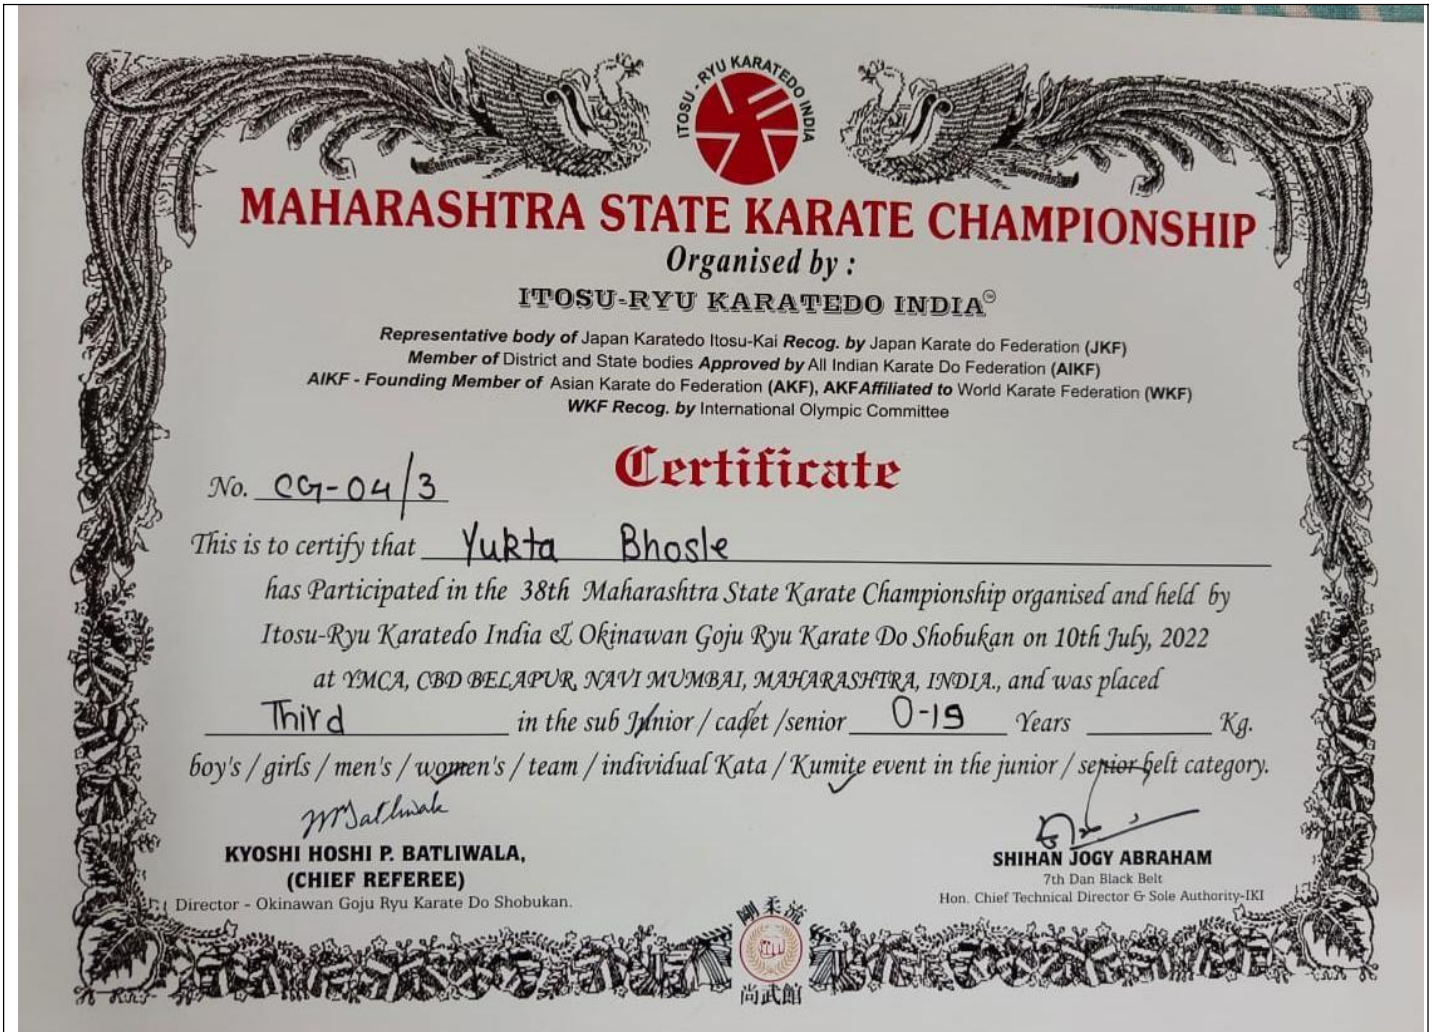 ITOSU - RYU KARATEDO INDIA
MAHARASHTRA STATE KARATE CHAMPIONSHIP
Organised by :
ITOSU-RYU KARATEDO INDIA
Representative body of Japan Karatedo Itosu-Kai Recog. by Japan Karate do Federation (JKF)
Member of District and State bodies Approved by All Indian Karate Do Federation (AIKF)
AIKF - Founding Member of Asian Karate do Federation (AKF), AKF Affiliated to World Karate Federation (WKF)
WKF Recog. by International Olympic Committee
Certificate
No. CG-04/3
This is to certify that Yukta Bhosle
has Participated in the 38th Maharashtra State Karate Championship organised and held by
Itosu-Ryu Karatedo India & Okinawan Goju Ryu Karate Do Shobukan on 10th July, 2022
at YMCA, CBD BELAPUR, NAVI MUMBAI, MAHARASHTRA, INDIA., and was placed
Third in the sub Junior / cadet /senior 0-19 Years Kg.
boy's / girls / men's / women's / team / individual Kata / Kumite event in the junior / senior belt category.
KYOSHI HOSHI P. BATLIWALA,
(CHIEF REFEREE)
Director - Okinawan Goju Ryu Karate Do Shobukan.
SHIHAN JOGY ABRAHAM
7th Dan Black Belt
Hon. Chief Technical Director & Sole Authority-IKI
剛柔流
尚武館